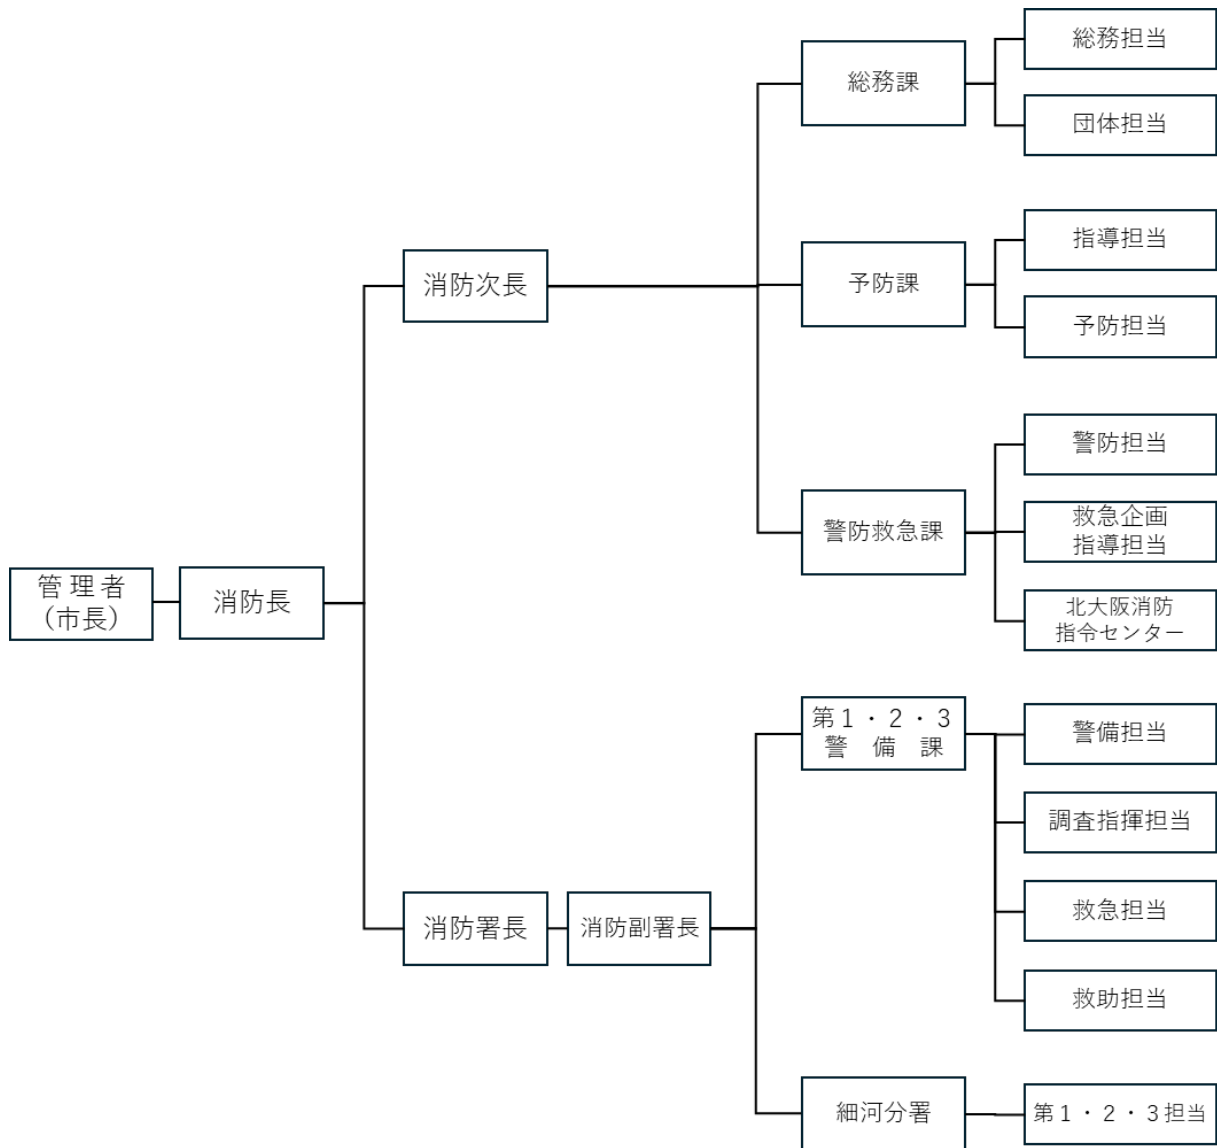 管理者
（市長）
消防長
消防次長
総務課
総務担当
団体担当
予防課
指導担当
予防担当
警防救急課
警防担当
救急企画
指導担当
北大阪消防
指令センター
消防署長
消防副署長
第１・２・３
警　備　課
警備担当
調査指揮担当
救急担当
救助担当
細河分署
第１・２・３担当